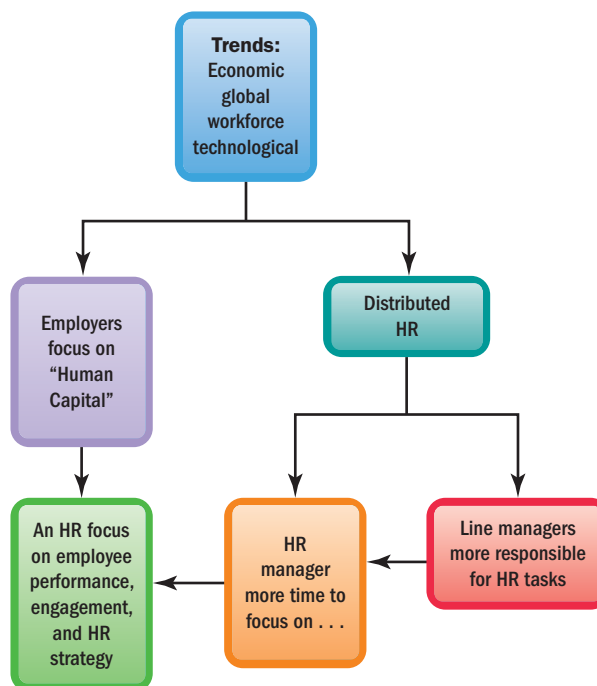 Trends:
Economic
global
workforce
technological
Employers
focus on
“Human
Capital”
Distributed
HR
An HR focus
on employee
performance,
engagement,
and HR
strategy
HR
manager
more time to
focus on . . .
Line managers
more responsible
for HR tasks